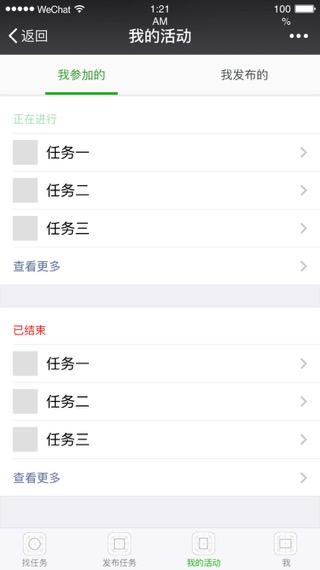 WeChat 1:21 AM 100 %
返回 我的活动
我参加的 我发布的
正在进行
任务一
任务二
任务三
查看更多
已结束
任务一
任务二
任务三
查看更多
找任务 发布任务 我的活动 我